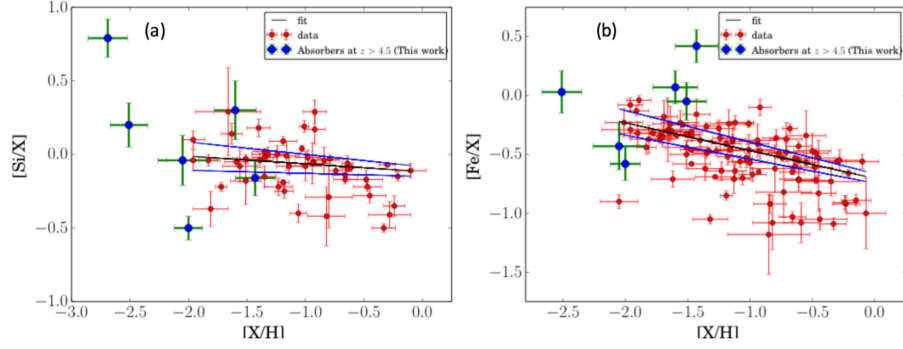 (a)
fit
data
Absorbers at z > 4.5 (This work)
1.0
0.5
0.0
−0.5
−1.0
[Si/X]
−3.0 −2.5 −2.0 −1.5 −1.0 −0.5 0.0
[X/H]
(b)
fit
data
Absorbers at z > 4.5 (This work)
0.5
0.0
−0.5
−1.0
−1.5
[Fe/X]
−2.5 −2.0 −1.5 −1.0 −0.5 0.0
[X/H]